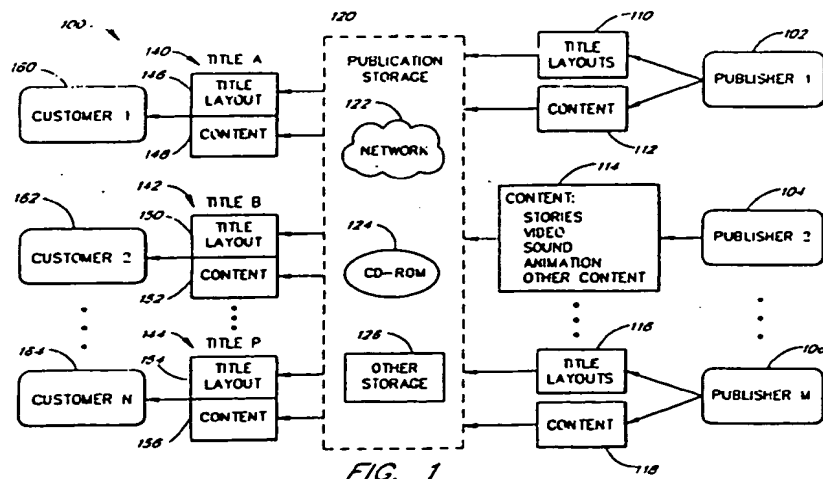 100
160
CUSTOMER 1
140
TITLE A
146
TITLE
LAYOUT
CONTENT
148
162
CUSTOMER 2
142
TITLE B
150
TITLE
LAYOUT
CONTENT
152
164
CUSTOMER N
144
TITLE P
154
TITLE
LAYOUT
CONTENT
156
120
PUBLICATION
STORAGE
122
NETWORK
124
CD-ROM
126
OTHER
STORAGE
110
TITLE
LAYOUTS
CONTENT
112
102
PUBLISHER 1
114
CONTENT:
STORIES
VIDEO
SOUND
ANIMATION
OTHER CONTENT
104
PUBLISHER 2
116
TITLE
LAYOUTS
CONTENT
118
106
PUBLISHER M
FIG. 1